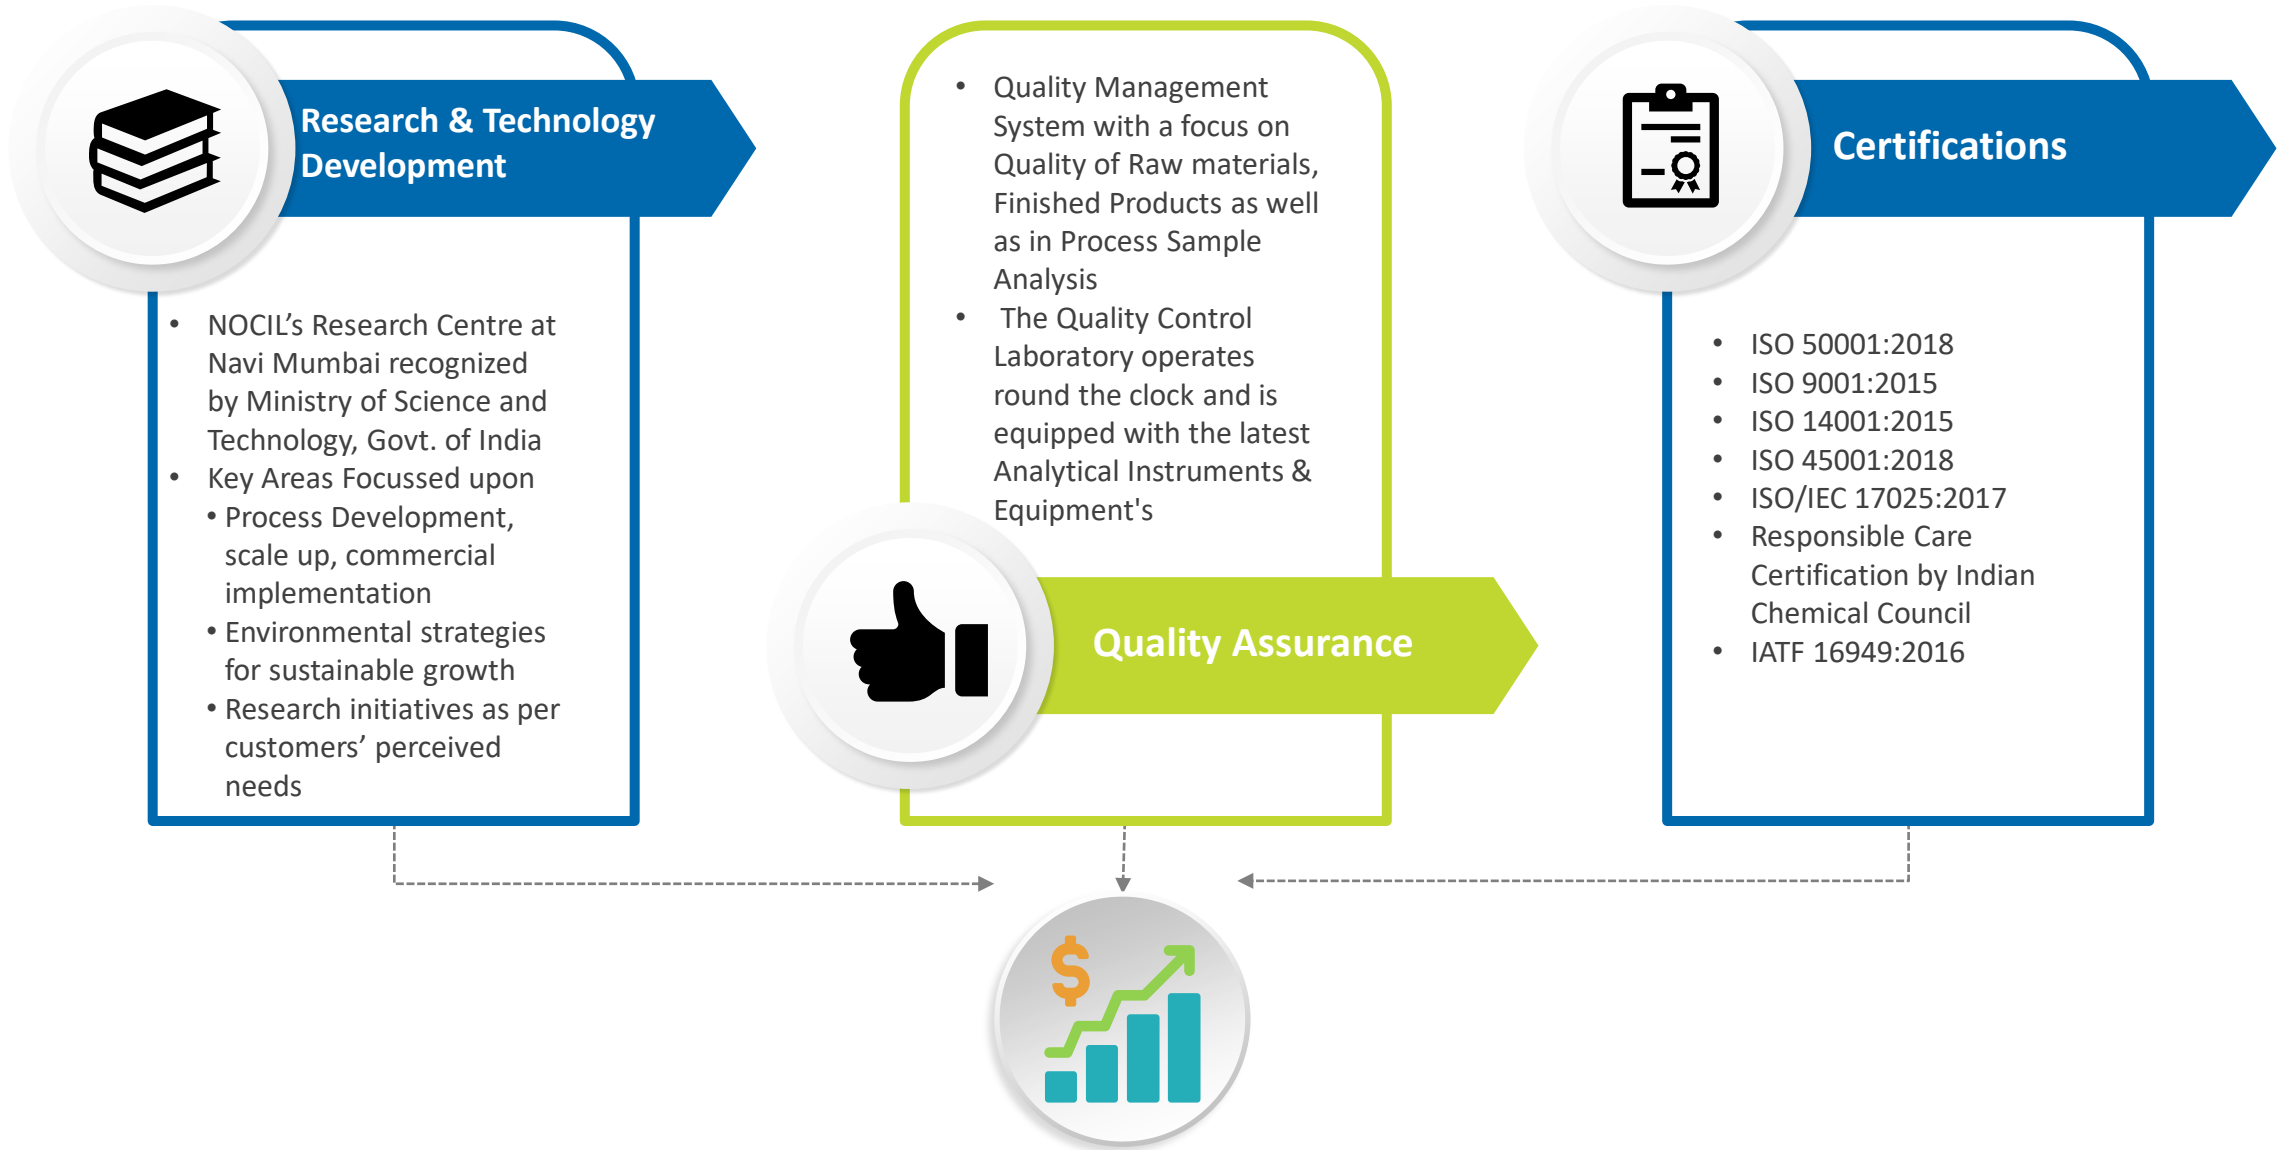 Research & Technology
Development
• NOCIL’s Research Centre at
Navi Mumbai recognized
by Ministry of Science and
Technology, Govt. of India
• Key Areas Focussed upon
• Process Development,
scale up, commercial
implementation
• Environmental strategies
for sustainable growth
• Research initiatives as per
customers’ perceived
needs
• Quality Management
System with a focus on
Quality of Raw materials,
Finished Products as well
as in Process Sample
Analysis
• The Quality Control
Laboratory operates
round the clock and is
equipped with the latest
Analytical Instruments &
Equipment's
Quality Assurance
Certifications
• ISO 50001:2018
• ISO 9001:2015
• ISO 14001:2015
• ISO 45001:2018
• ISO/IEC 17025:2017
• Responsible Care
Certification by Indian
Chemical Council
• IATF 16949:2016
$